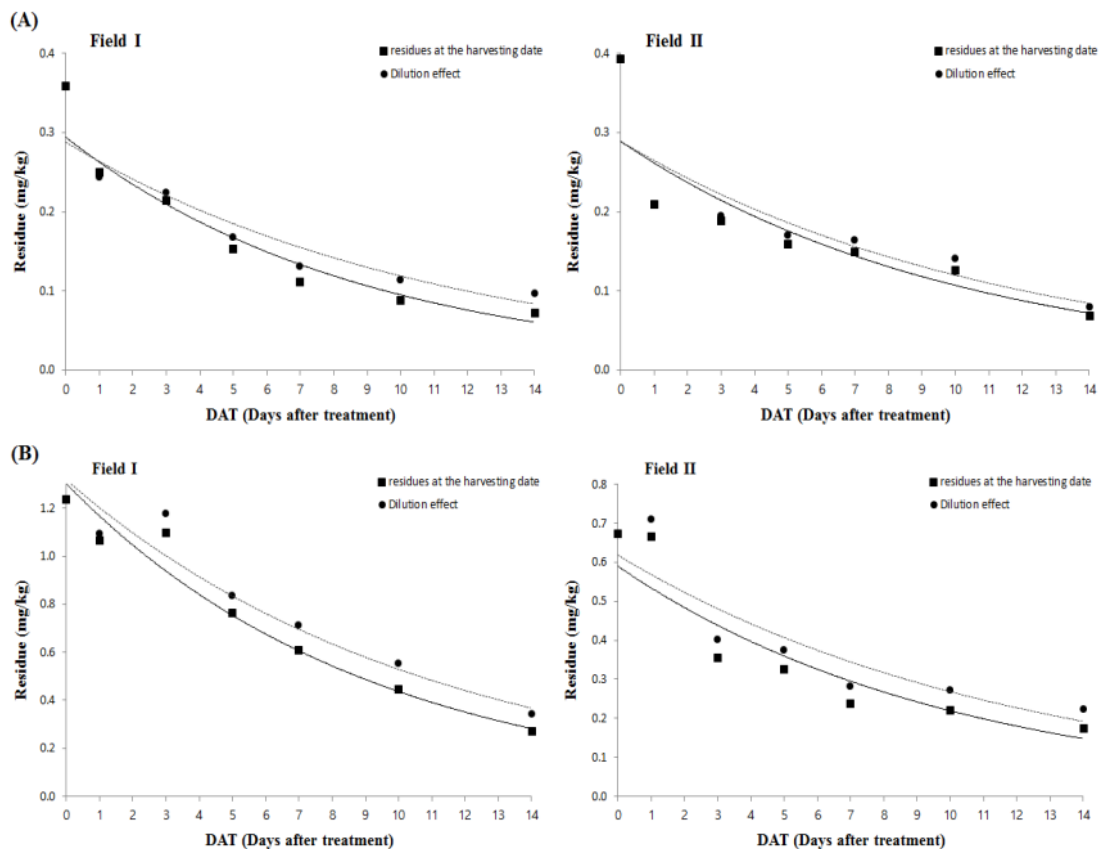 (A)
Field I
residues at the harvesting date
Dilution effect
0.4
0.3
0.2
0.1
0.0
Residue (mg/kg)
0 1 2 3 4 5 6 7 8 9 10 11 12 13 14
DAT (Days after treatment)
Field II
residues at the harvesting date
Dilution effect
0.4
0.3
0.2
0.1
0.0
Residue (mg/kg)
0 1 2 3 4 5 6 7 8 9 10 11 12 13 14
DAT (Days after treatment)
(B)
Field I
residues at the harvesting date
Dilution effect
1.2
1.0
0.8
0.6
0.4
0.2
0.0
Residue (mg/kg)
0 1 2 3 4 5 6 7 8 9 10 11 12 13 14
DAT (Days after treatment)
Field II
residues at the harvesting date
Dilution effect
0.8
0.7
0.6
0.5
0.4
0.3
0.2
0.1
0.0
Residue (mg/kg)
0 1 2 3 4 5 6 7 8 9 10 11 12 13 14
DAT (Days after treatment)